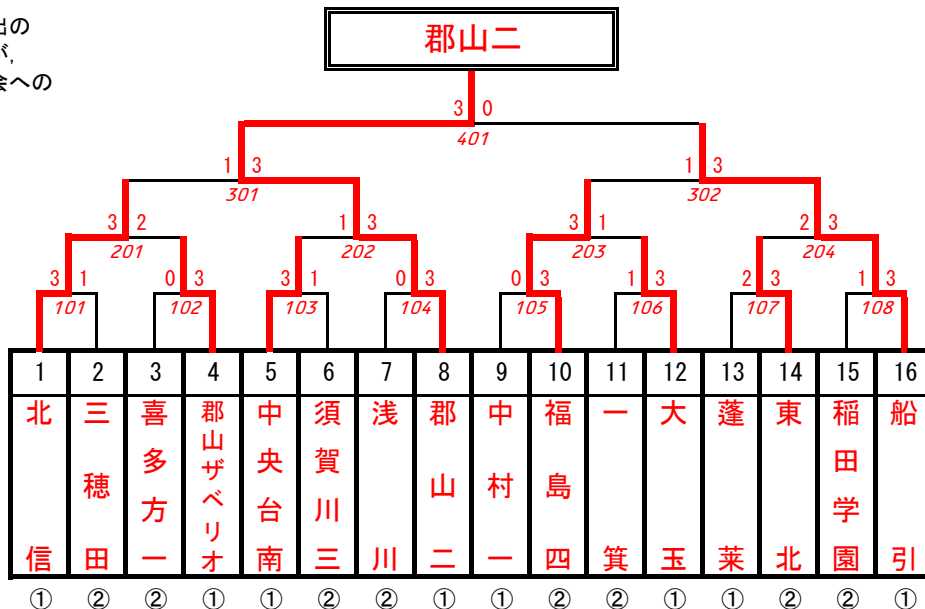 出の
が,
会への
郡山二
3 0
401
1 3
301
1 3
302
3 2
201
1 3
202
3 1
203
2 3
204
3 1
101
0 3
102
3 1
103
0 3
104
0 3
105
1 3
106
2 3
107
1 3
108
1 2 3 4 5 6 7 8 9 10 11 12 13 14 15 16
北信
三穂田
喜多方一
郡山ザベリオ
中央台南
須賀川三
浅川
郡山二
中村一
福島四
一箕
大玉
蓬莱
東北
稲田学園
船引
① ② ② ① ① ② ② ① ① ② ② ① ① ② ② ①